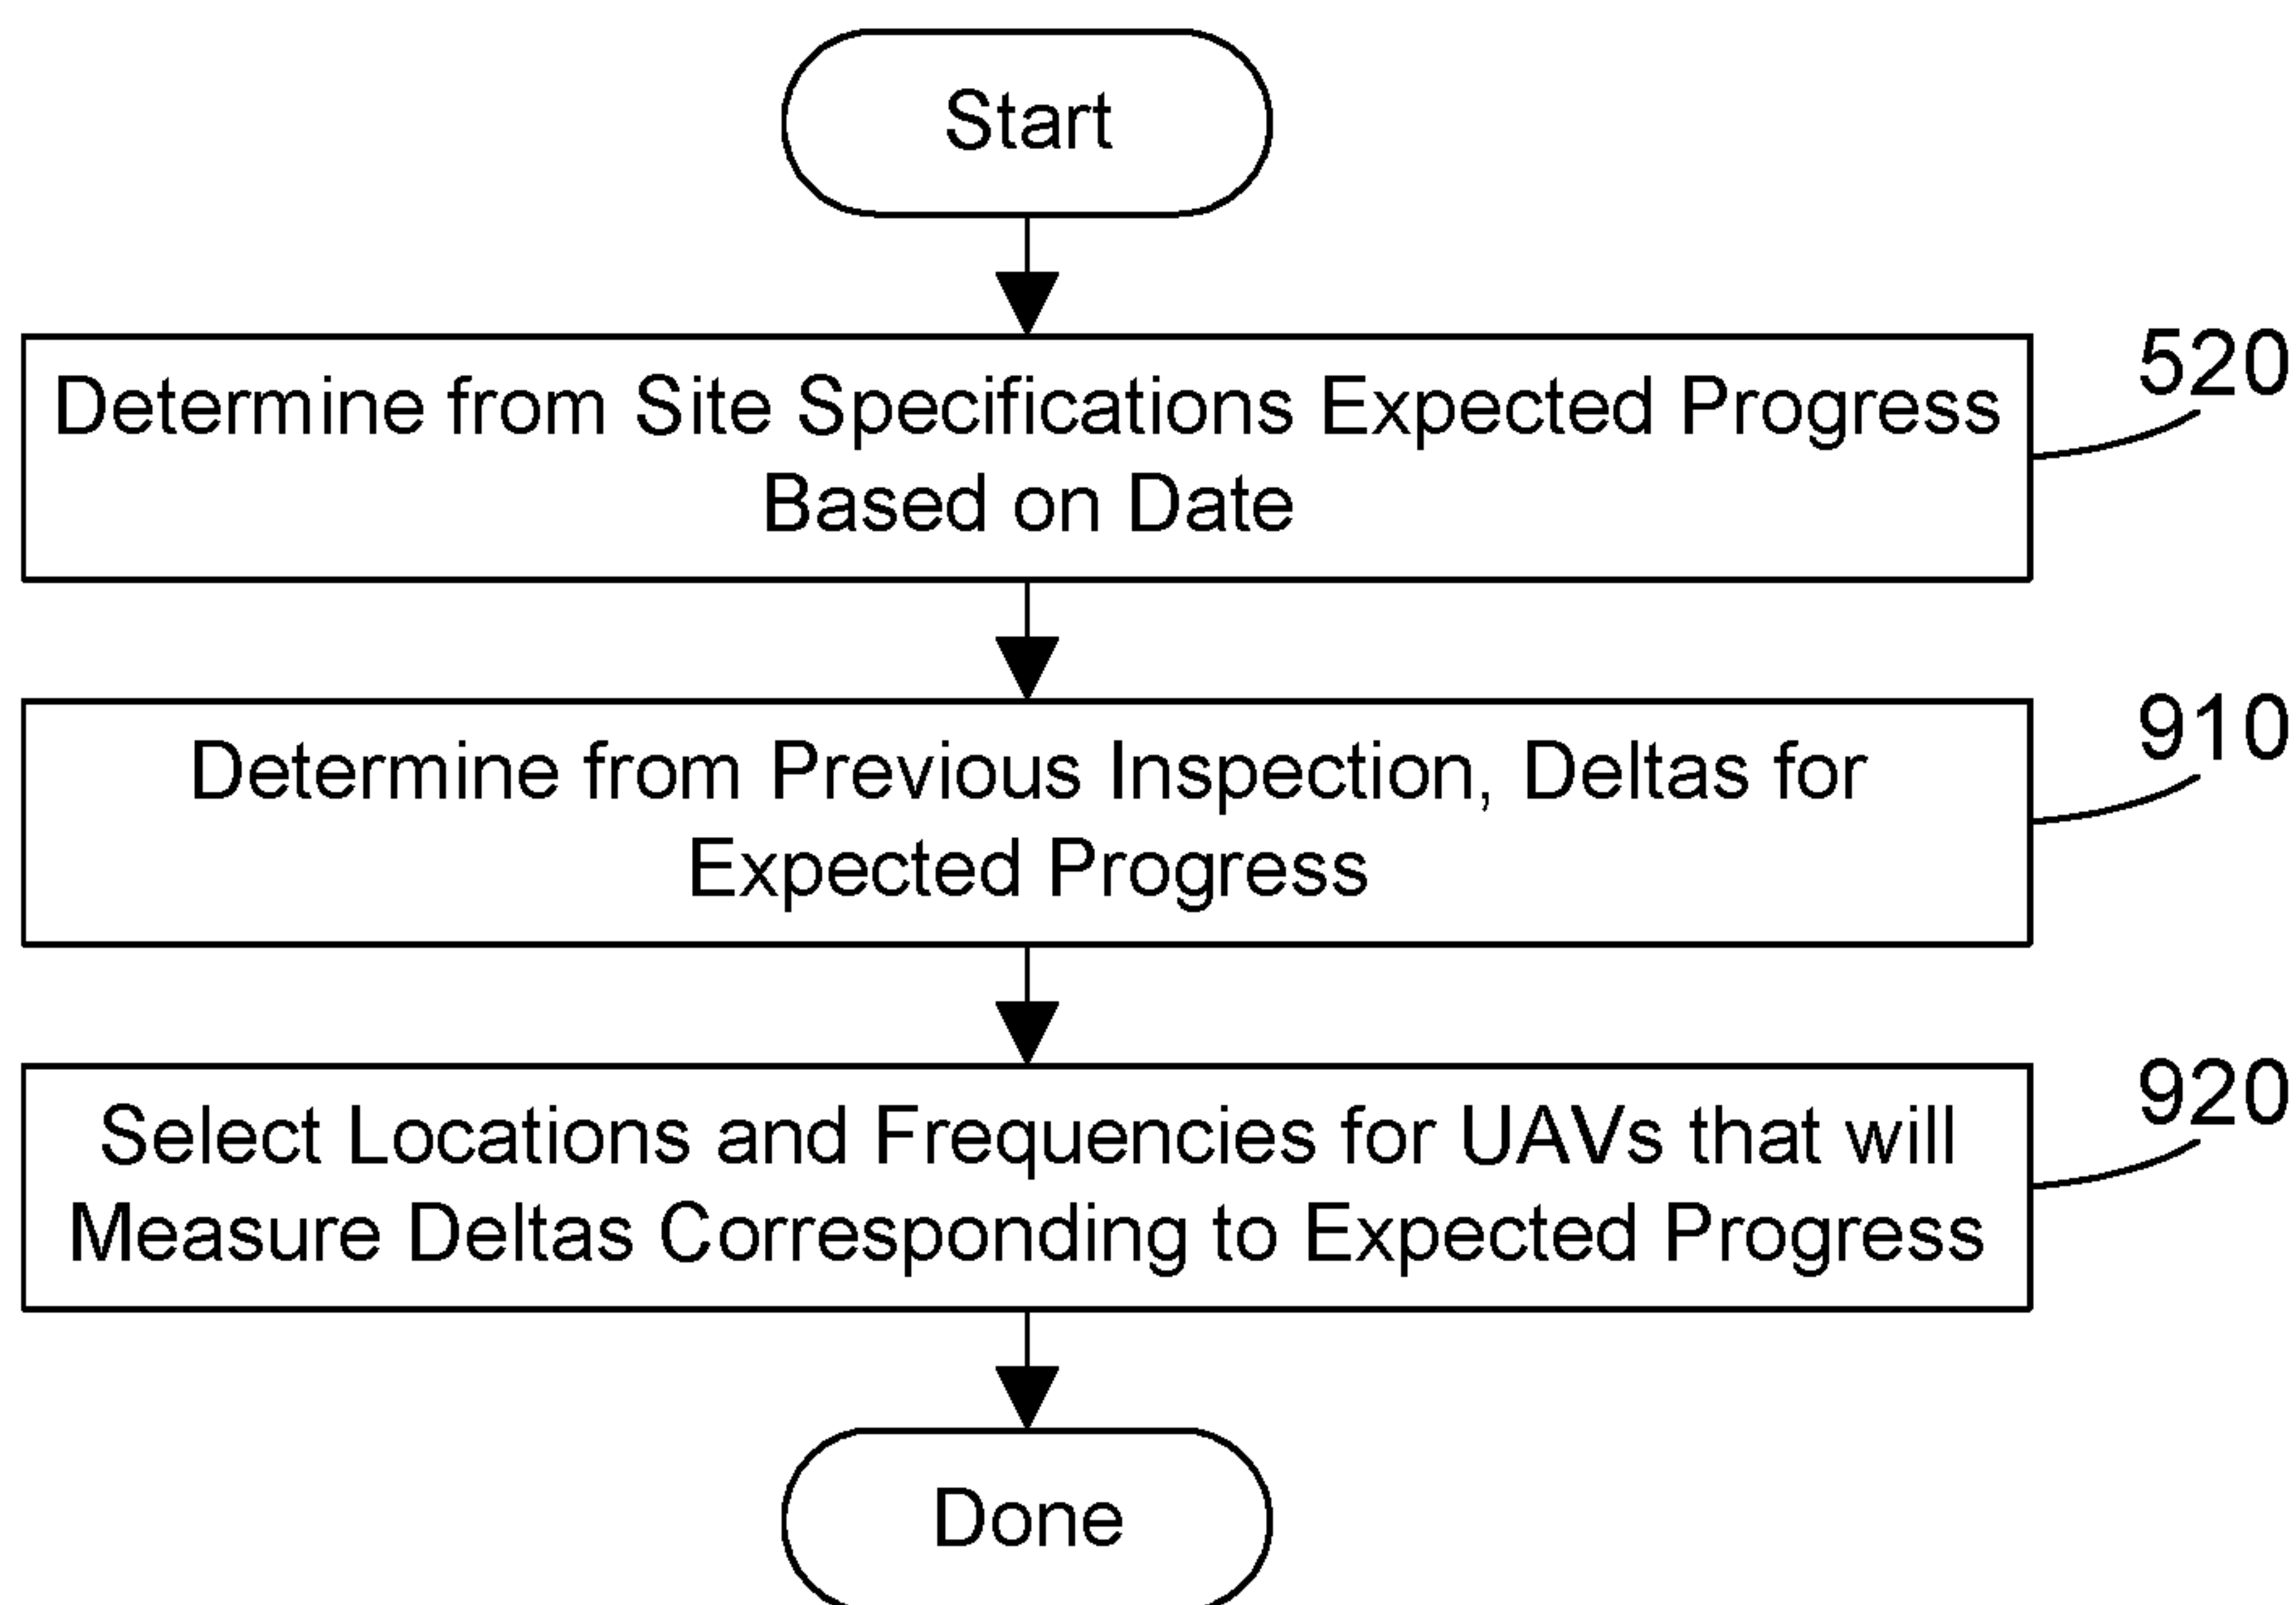 Start
Determine from Site Specifications Expected Progress
Based on Date
520
Determine from Previous Inspection, Deltas for
Expected Progress
910
Select Locations and Frequencies for UAVs that will
Measure Deltas Corresponding to Expected Progress
920
Done